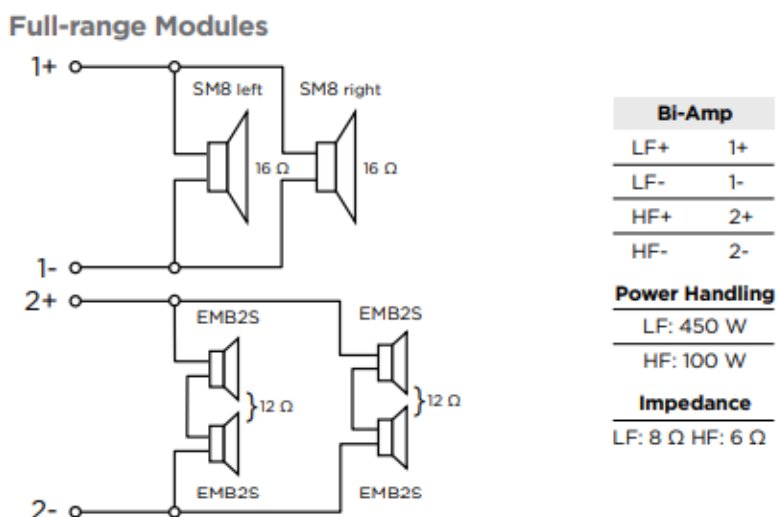 Full-range Modules
1+
SM8 left
SM8 right
16 Ω
16 Ω
1-
2+
EMB2S
EMB2S
}12 Ω
}12 Ω
EMB2S
EMB2S
2-
Bi-Amp
LF+ 1+
LF- 1-
HF+ 2+
HF- 2-
Power Handling
LF: 450 W
HF: 100 W
Impedance
LF: 8 Ω HF: 6 Ω